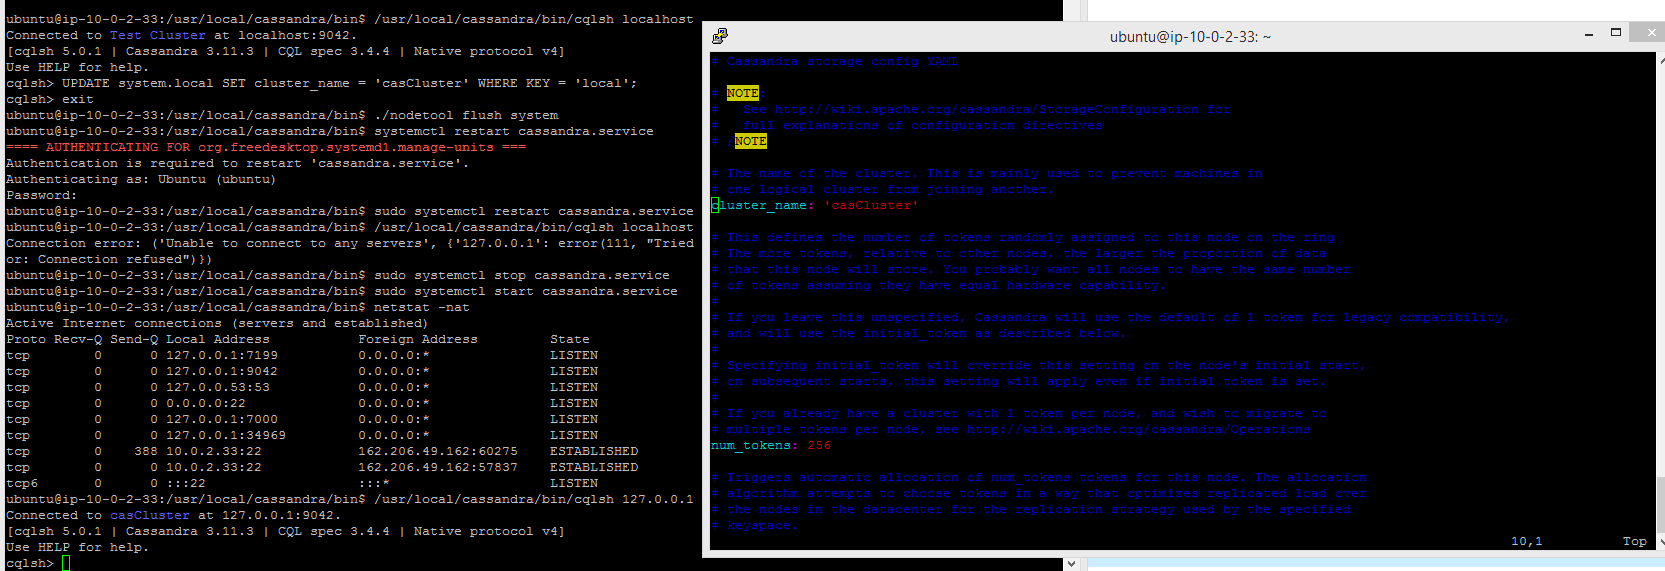 ubuntu@ip-10-0-2-33:/usr/local/cassandra/bin$ /usr/local/cassandra/bin/cqlsh localhost
Connected to Test Cluster at localhost:9042.
[cqlsh 5.0.1 | Cassandra 3.11.3 | CQL spec 3.4.4 | Native protocol v4]
Use HELP for help.
cqlsh> UPDATE system.local SET cluster_name = 'casCluster' WHERE KEY = 'local';
cqlsh> exit
ubuntu@ip-10-0-2-33:/usr/local/cassandra/bin$ ./nodetool flush system
ubuntu@ip-10-0-2-33:/usr/local/cassandra/bin$ systemctl restart cassandra.service
==== AUTHENTICATING FOR org.freedesktop.systemd1.manage-units ===
Authentication is required to restart 'cassandra.service'.
Authenticating as: Ubuntu (ubuntu)
Password:
ubuntu@ip-10-0-2-33:/usr/local/cassandra/bin$ sudo systemctl restart cassandra.service
ubuntu@ip-10-0-2-33:/usr/local/cassandra/bin$ /usr/local/cassandra/bin/cqlsh localhost
Connection error: ('Unable to connect to any servers', {'127.0.0.1': error(111, "Tried
or: Connection refused")})
ubuntu@ip-10-0-2-33:/usr/local/cassandra/bin$ sudo systemctl stop cassandra.service
ubuntu@ip-10-0-2-33:/usr/local/cassandra/bin$ sudo systemctl start cassandra.service
ubuntu@ip-10-0-2-33:/usr/local/cassandra/bin$ netstat -nat
Active Internet connections (servers and established)
Proto Recv-Q Send-Q Local Address Foreign Address State
tcp 0 0 127.0.0.1:7199 0.0.0.0:* LISTEN
tcp 0 0 127.0.0.1:9042 0.0.0.0:* LISTEN
tcp 0 0 127.0.0.53:53 0.0.0.0:* LISTEN
tcp 0 0 0.0.0.0:22 0.0.0.0:* LISTEN
tcp 0 0 127.0.0.1:7000 0.0.0.0:* LISTEN
tcp 0 0 127.0.0.1:34969 0.0.0.0:* LISTEN
tcp 0 388 10.0.2.33:22 162.206.49.162:60275 ESTABLISHED
tcp 0 0 10.0.2.33:22 162.206.49.162:57837 ESTABLISHED
tcp6 0 0 :::22 :::* LISTEN
ubuntu@ip-10-0-2-33:/usr/local/cassandra/bin$ /usr/local/cassandra/bin/cqlsh 127.0.0.1
Connected to casCluster at 127.0.0.1:9042.
[cqlsh 5.0.1 | Cassandra 3.11.3 | CQL spec 3.4.4 | Native protocol v4]
Use HELP for help.
cqlsh>
ubuntu@ip-10-0-2-33: ~
# Cassandra storage config YAML
# NOTE:
# See http://wiki.apache.org/cassandra/StorageConfiguration for
# full explanations of configuration directives
# /NOTE
# The name of the cluster. This is mainly used to prevent machines in
# one logical cluster from joining another.
cluster_name: 'casCluster'
# This defines the number of tokens randomly assigned to this node on the ring
# The more tokens, relative to other nodes, the larger the proportion of data
# that this node will store. You probably want all nodes to have the same number
# of tokens assuming they have equal hardware capability.
#
# If you leave this unspecified, Cassandra will use the default of 1 token for legacy compatibility,
# and will use the initial_token as described below.
#
# Specifying initial_token will override this setting on the node's initial start,
# on subsequent starts, this setting will apply even if initial token is set.
#
# If you already have a cluster with 1 token per node, and wish to migrate to
# multiple tokens per node, see http://wiki.apache.org/cassandra/Operations
num_tokens: 256
# Triggers automatic allocation of num_tokens tokens for this node. The allocation
# algorithm attempts to choose tokens in a way that optimizes replicated load over
# the nodes in the datacenter for the replication strategy used by the specified
# keyspace.
10,1 Top